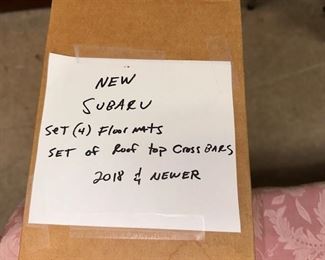 NEW
SUBARU
SET (4) Floor MATS
SET of Roof top Cross BARS
2018 & NEWER